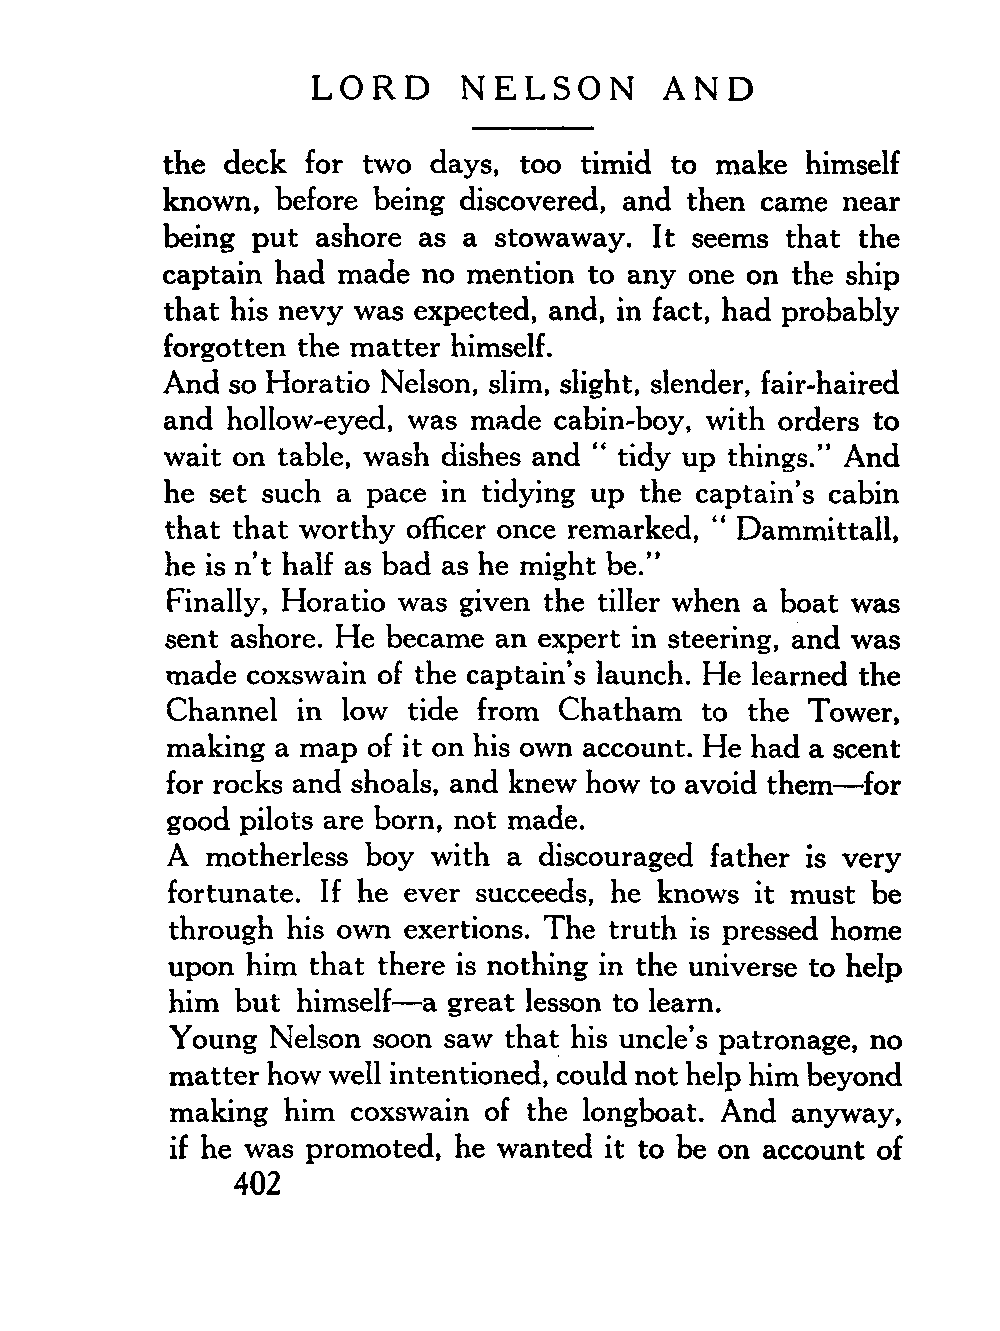 LORD NELSON AND
the deck for two days, too timid to make himself
known, before being discovered, and then came near
being put ashore as a stowaway. It seems that the
captain had made no mention to any one on the ship
that his nevy was expected, and, in fact, had probably
forgotten the matter himself.
And so Horatio Nelson, slim, slight, slender, fair-haired
and hollow-eyed, was made cabin-boy, with orders to
wait on table, wash dishes and “ tidy up things.” And
he set such a pace in tidying up the captain's cabin
that that worthy officer once remarked, “ Dammittall,
he is n't half as bad as he might be.”
Finally, Horatio was given the tiller when a boat was
sent ashore. He became an expert in steering, and was
made coxswain of the captain's launch. He learned the
Channel in low tide from Chatham to the Tower,
making a map of it on his own account. He had a scent
for rocks and shoals, and knew how to avoid them—for
good pilots are born, not made.
A motherless boy with a discouraged father is very
fortunate. If he ever succeeds, he knows it must be
through his own exertions. The truth is pressed home
upon him that there is nothing in the universe to help
him but himself—a great lesson to learn.
Young Nelson soon saw that his uncle's patronage, no
matter how well intentioned, could not help him beyond
making him coxswain of the longboat. And anyway,
if he was promoted, he wanted it to be on account of
402